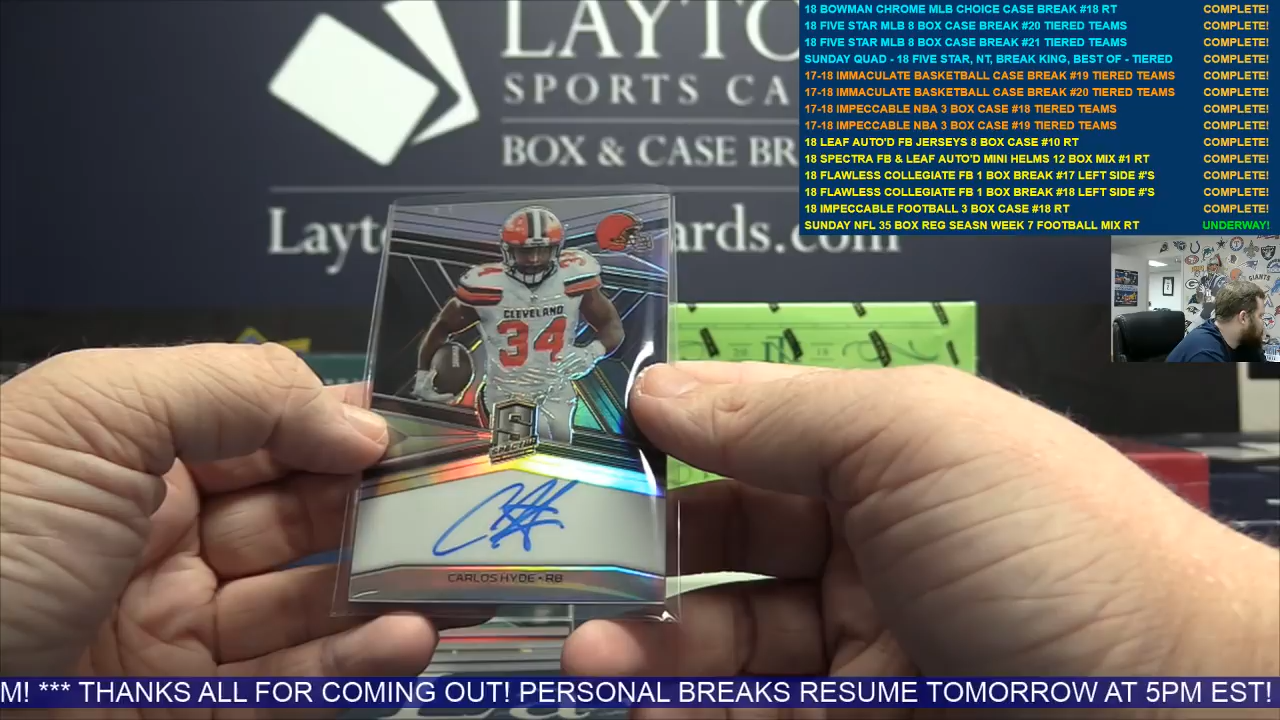 LAYTO
SPORTS CA
BOX & CASE BR
Layto
rds.com
18 BOWMAN CHROME MLB CHOICE CASE BREAK #18 RT COMPLETE!
18 FIVE STAR MLB 8 BOX CASE BREAK #20 TIERED TEAMS COMPLETE!
18 FIVE STAR MLB 8 BOX CASE BREAK #21 TIERED TEAMS COMPLETE!
SUNDAY QUAD - 18 FIVE STAR, NT, BREAK KING, BEST OF - TIERED COMPLETE!
17-18 IMMACULATE BASKETBALL CASE BREAK #19 TIERED TEAMS COMPLETE!
17-18 IMMACULATE BASKETBALL CASE BREAK #20 TIERED TEAMS COMPLETE!
17-18 IMPECCABLE NBA 3 BOX CASE #18 TIERED TEAMS COMPLETE!
17-18 IMPECCABLE NBA 3 BOX CASE #19 TIERED TEAMS COMPLETE!
18 LEAF AUTO'D FB JERSEYS 8 BOX CASE #10 RT COMPLETE!
18 SPECTRA FB & LEAF AUTO'D MINI HELMS 12 BOX MIX #1 RT COMPLETE!
18 FLAWLESS COLLEGIATE FB 1 BOX BREAK #17 LEFT SIDE #'S COMPLETE!
18 FLAWLESS COLLEGIATE FB 1 BOX BREAK #18 LEFT SIDE #'S COMPLETE!
18 IMPECCABLE FOOTBALL 3 BOX CASE #18 RT COMPLETE!
SUNDAY NFL 35 BOX REG SEASN WEEK 7 FOOTBALL MIX RT UNDERWAY!
34
CLEVELAND
34
S
SPECTRA
CARLOS HYDE • RB
M! *** THANKS ALL FOR COMING OUT! PERSONAL BREAKS RESUME TOMORROW AT 5PM EST!